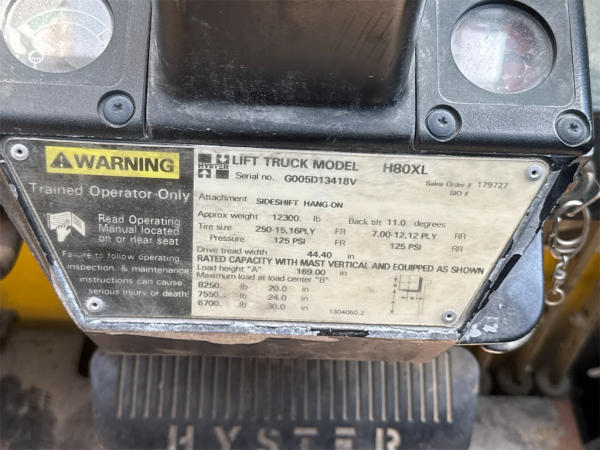 WARNING
Trained Operator Only
Read Operating
Manual located
on or near seat
Failure to follow operating,
inspection, & maintenance
instructions can cause
serious injury or death!
HYSTER
LIFT TRUCK MODEL H80XL
Serial no. G005D13418V
Sales Order # 179727
SIO #
Attachment SIDESHIFT HANG-ON
Approx weight 12300. lb Back tilt 11.0 degrees
Tire size 250-15,16PLY FR 7.00-12,12 PLY RR
Pressure 125 PSI FR 125 PSI RR
Drive tread width 44.40 in
RATED CAPACITY WITH MAST VERTICAL AND EQUIPPED AS SHOWN
Load height "A" 169.00 in
Maximum load at load center "B"
8250. lb 20.0 in
7550. lb 24.0 in
6700. lb 30.0 in
1304050.2
HYSTER